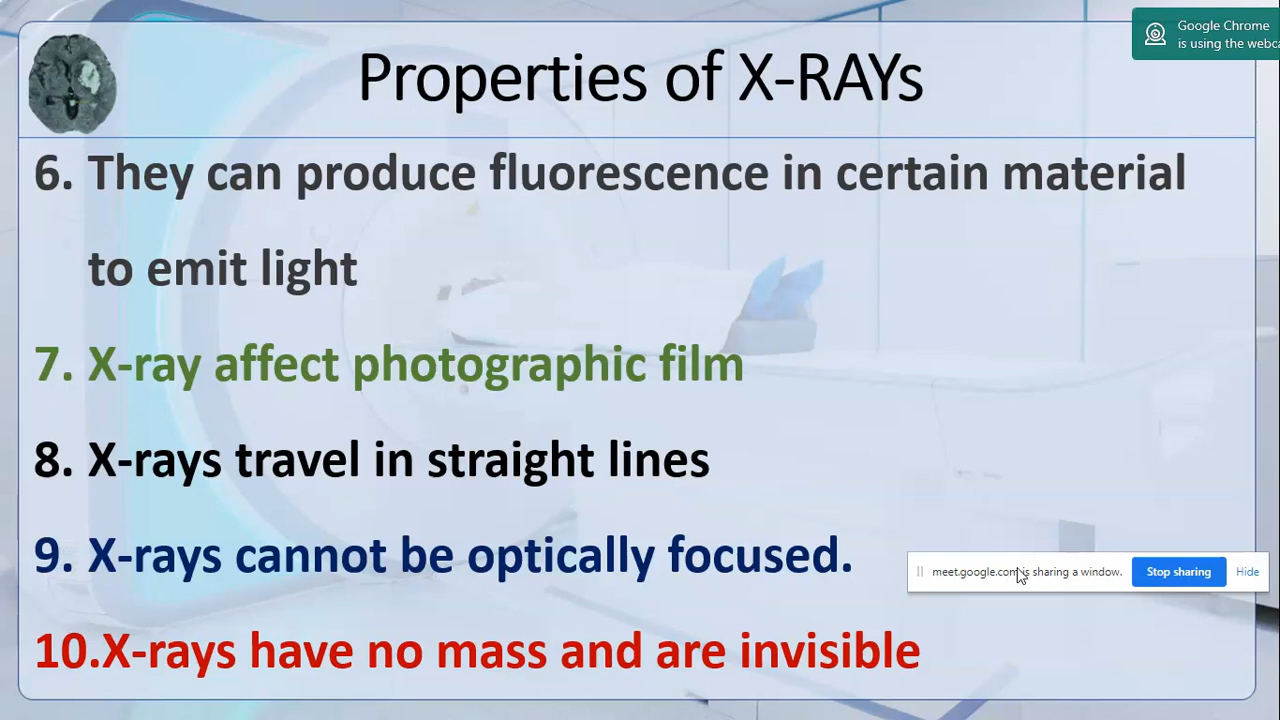 Google Chrome
is using the webca
Properties of X-RAYs
6. They can produce fluorescence in certain material
to emit light
7. X-ray affect photographic film
8. X-rays travel in straight lines
9. X-rays cannot be optically focused.
meet.google.com is sharing a window. Stop sharing Hide
10.X-rays have no mass and are invisible